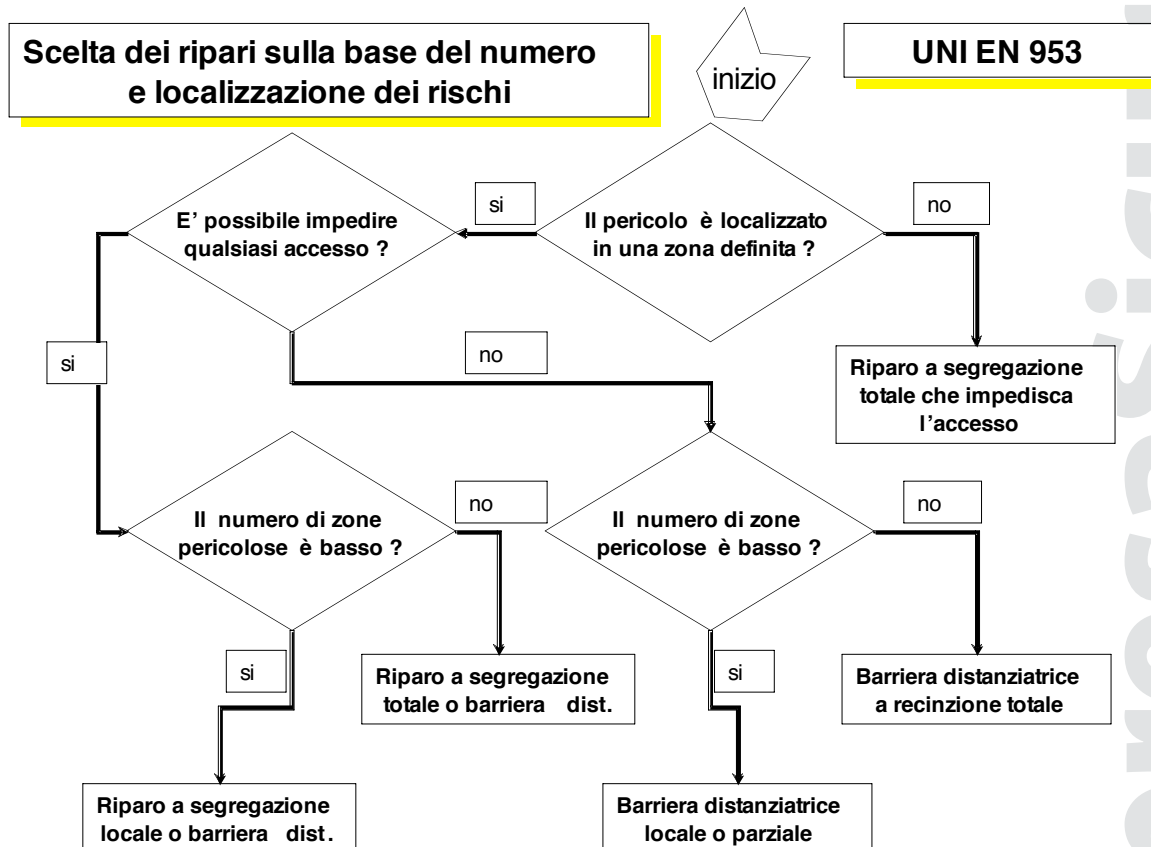 Scelta dei ripari sulla base del numero
e localizzazione dei rischi
inizio
UNI EN 953
E' possibile impedire
qualsiasi accesso ?
si
Il pericolo è localizzato
in una zona definita ?
no
si
no
Riparo a segregazione
totale che impedisca
l'accesso
Il numero di zone
pericolose è basso ?
no
Il numero di zone
pericolose è basso ?
no
si
Riparo a segregazione
totale o barriera dist.
si
Barriera distanziatrice
a recinzione totale
Riparo a segregazione
locale o barriera dist.
Barriera distanziatrice
locale o parziale